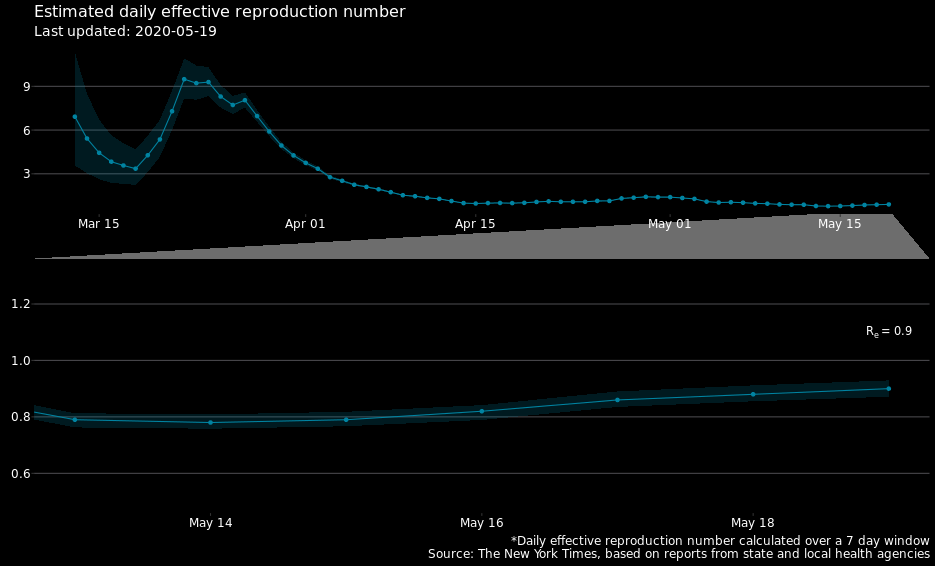 Estimated daily effective reproduction number
Last updated: 2020-05-19
9
6
3
Mar 15 Apr 01 Apr 15 May 01 May 15
1.2
Re = 0.9
1.0
0.8
0.6
May 14 May 16 May 18
*Daily effective reproduction number calculated over a 7 day window
Source: The New York Times, based on reports from state and local health agencies